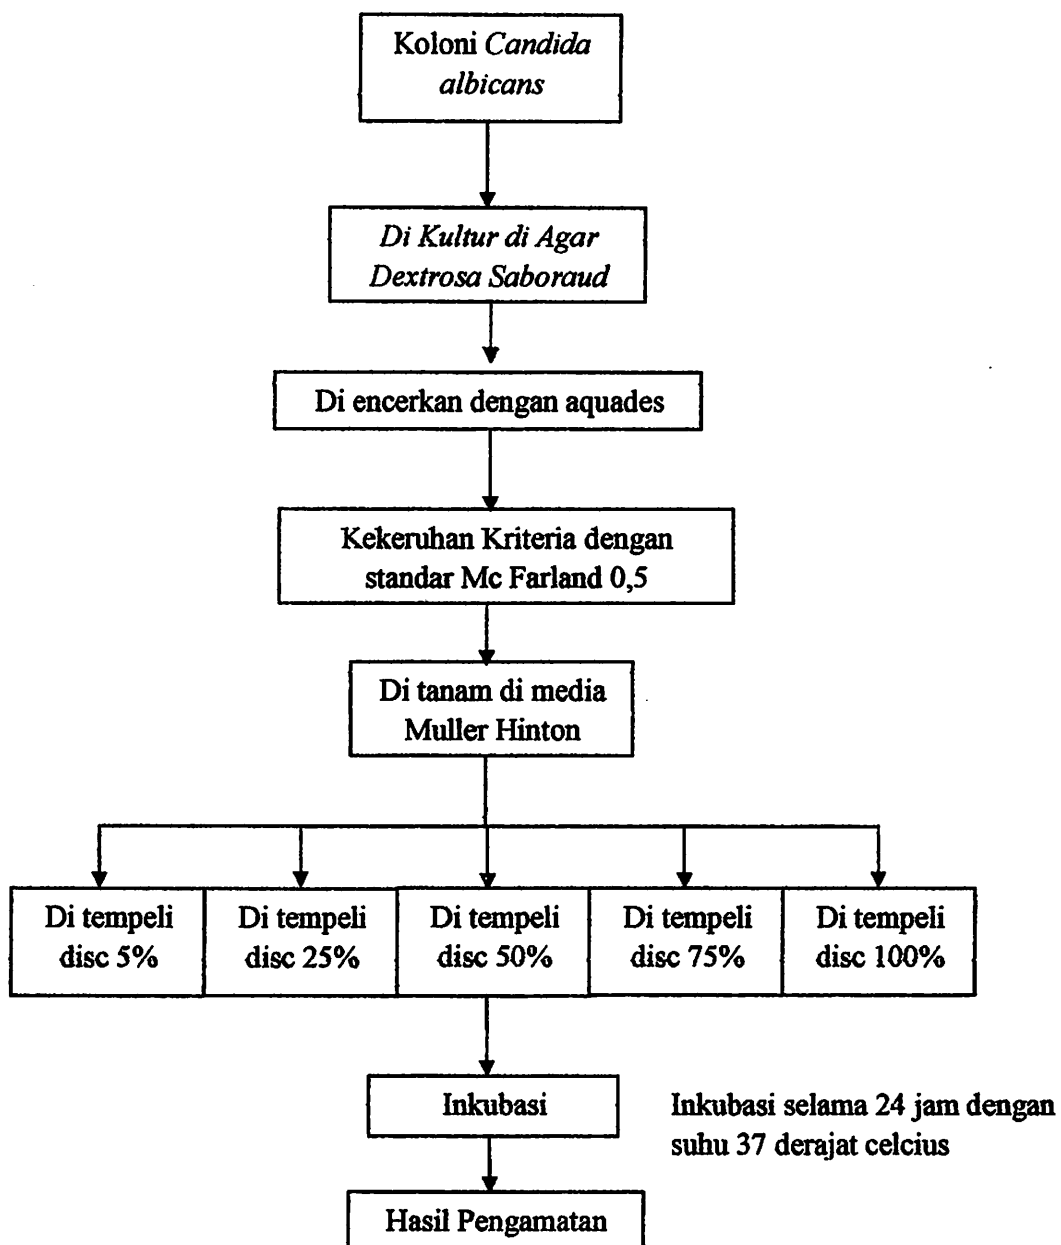 Koloni Candida
albicans
Di Kultur di Agar
Dextrosa Saboraud
Di encerkan dengan aquades
Kekeruhan Kriteria dengan
standar Mc Farland 0,5
Di tanam di media
Muller Hinton
Di tempeli
disc 5%
Di tempeli
disc 25%
Di tempeli
disc 50%
Di tempeli
disc 75%
Di tempeli
disc 100%
Inkubasi
Inkubasi selama 24 jam dengan
suhu 37 derajat celcius
Hasil Pengamatan